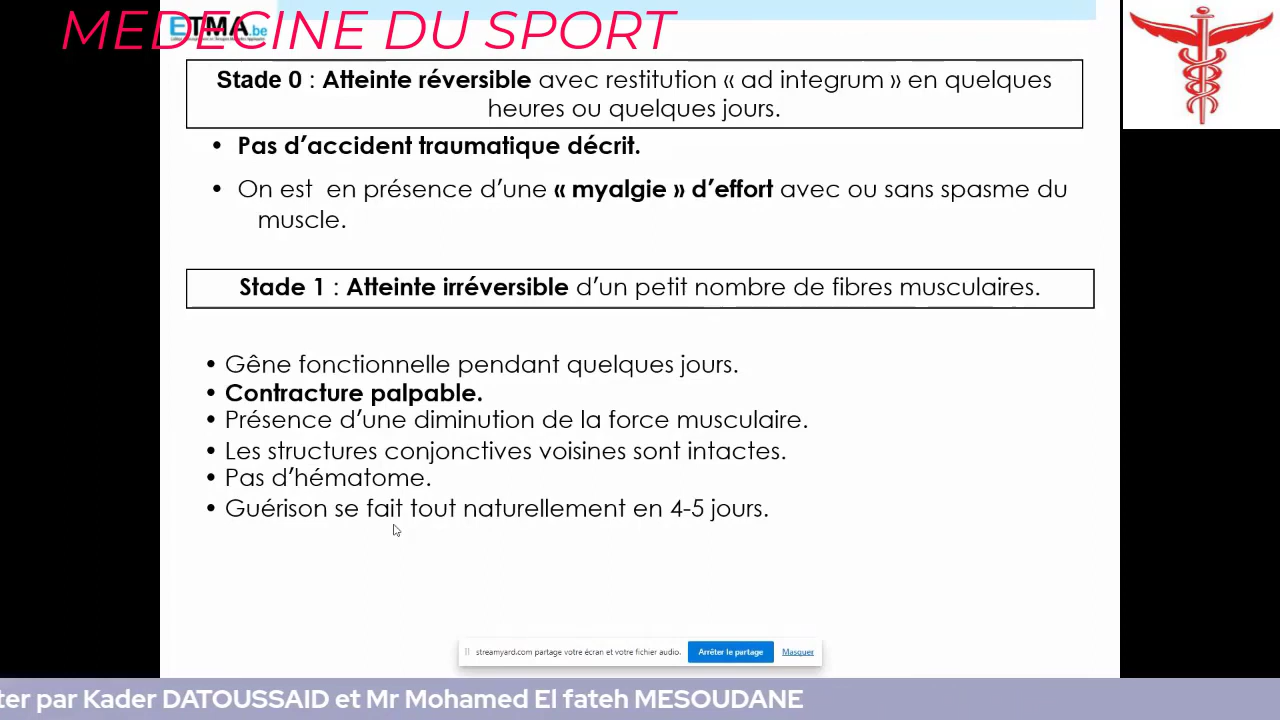 MEDECINE DU SPORT
ETMA.be
Stade 0 : Atteinte réversible avec restitution « ad integrum » en quelques
heures ou quelques jours.
• Pas d’accident traumatique décrit.
• On est en présence d’une « myalgie » d’effort avec ou sans spasme du
muscle.
Stade 1 : Atteinte irréversible d’un petit nombre de fibres musculaires.
• Gêne fonctionnelle pendant quelques jours.
• Contracture palpable.
• Présence d’une diminution de la force musculaire.
• Les structures conjonctives voisines sont intactes.
• Pas d’hématome.
• Guérison se fait tout naturellement en 4-5 jours.
streamyard.com partage votre écran et votre fichier audio. Arrêter le partage Masquer
ter par Kader DATOUSSAID et Mr Mohamed El fateh MESOUDANE